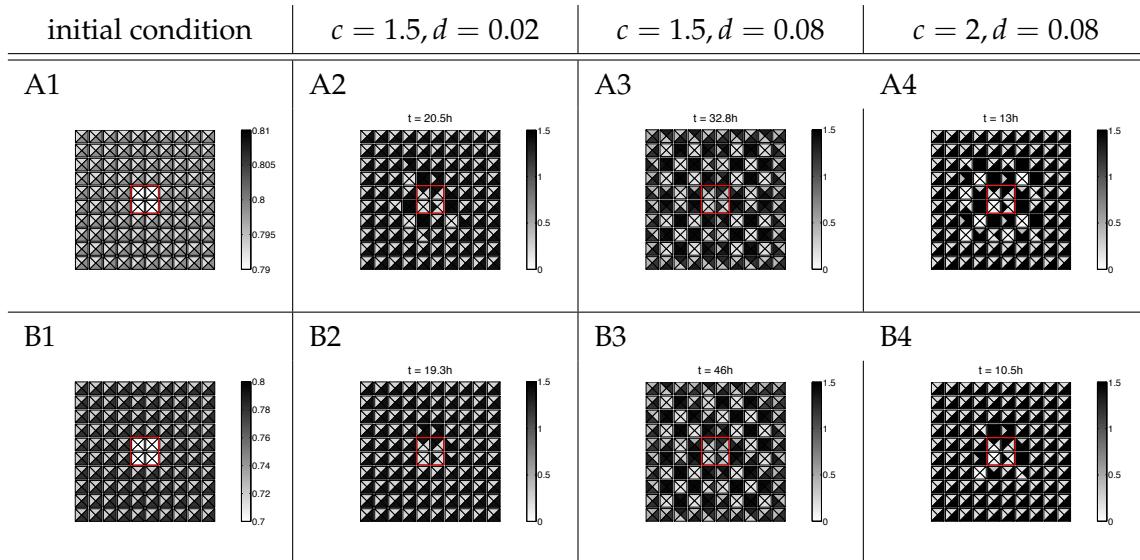 initial condition
c = 1.5, d = 0.02
c = 1.5, d = 0.08
c = 2, d = 0.08
A1
0.81
0.805
0.8
0.795
0.79
A2
t = 20.5h
1.5
1
0.5
0
A3
t = 32.8h
1.5
1
0.5
0
A4
t = 13h
1.5
1
0.5
0
B1
0.8
0.78
0.76
0.74
0.72
0.7
B2
t = 19.3h
1.5
1
0.5
0
B3
t = 46h
1.5
1
0.5
0
B4
t = 10.5h
1.5
1
0.5
0